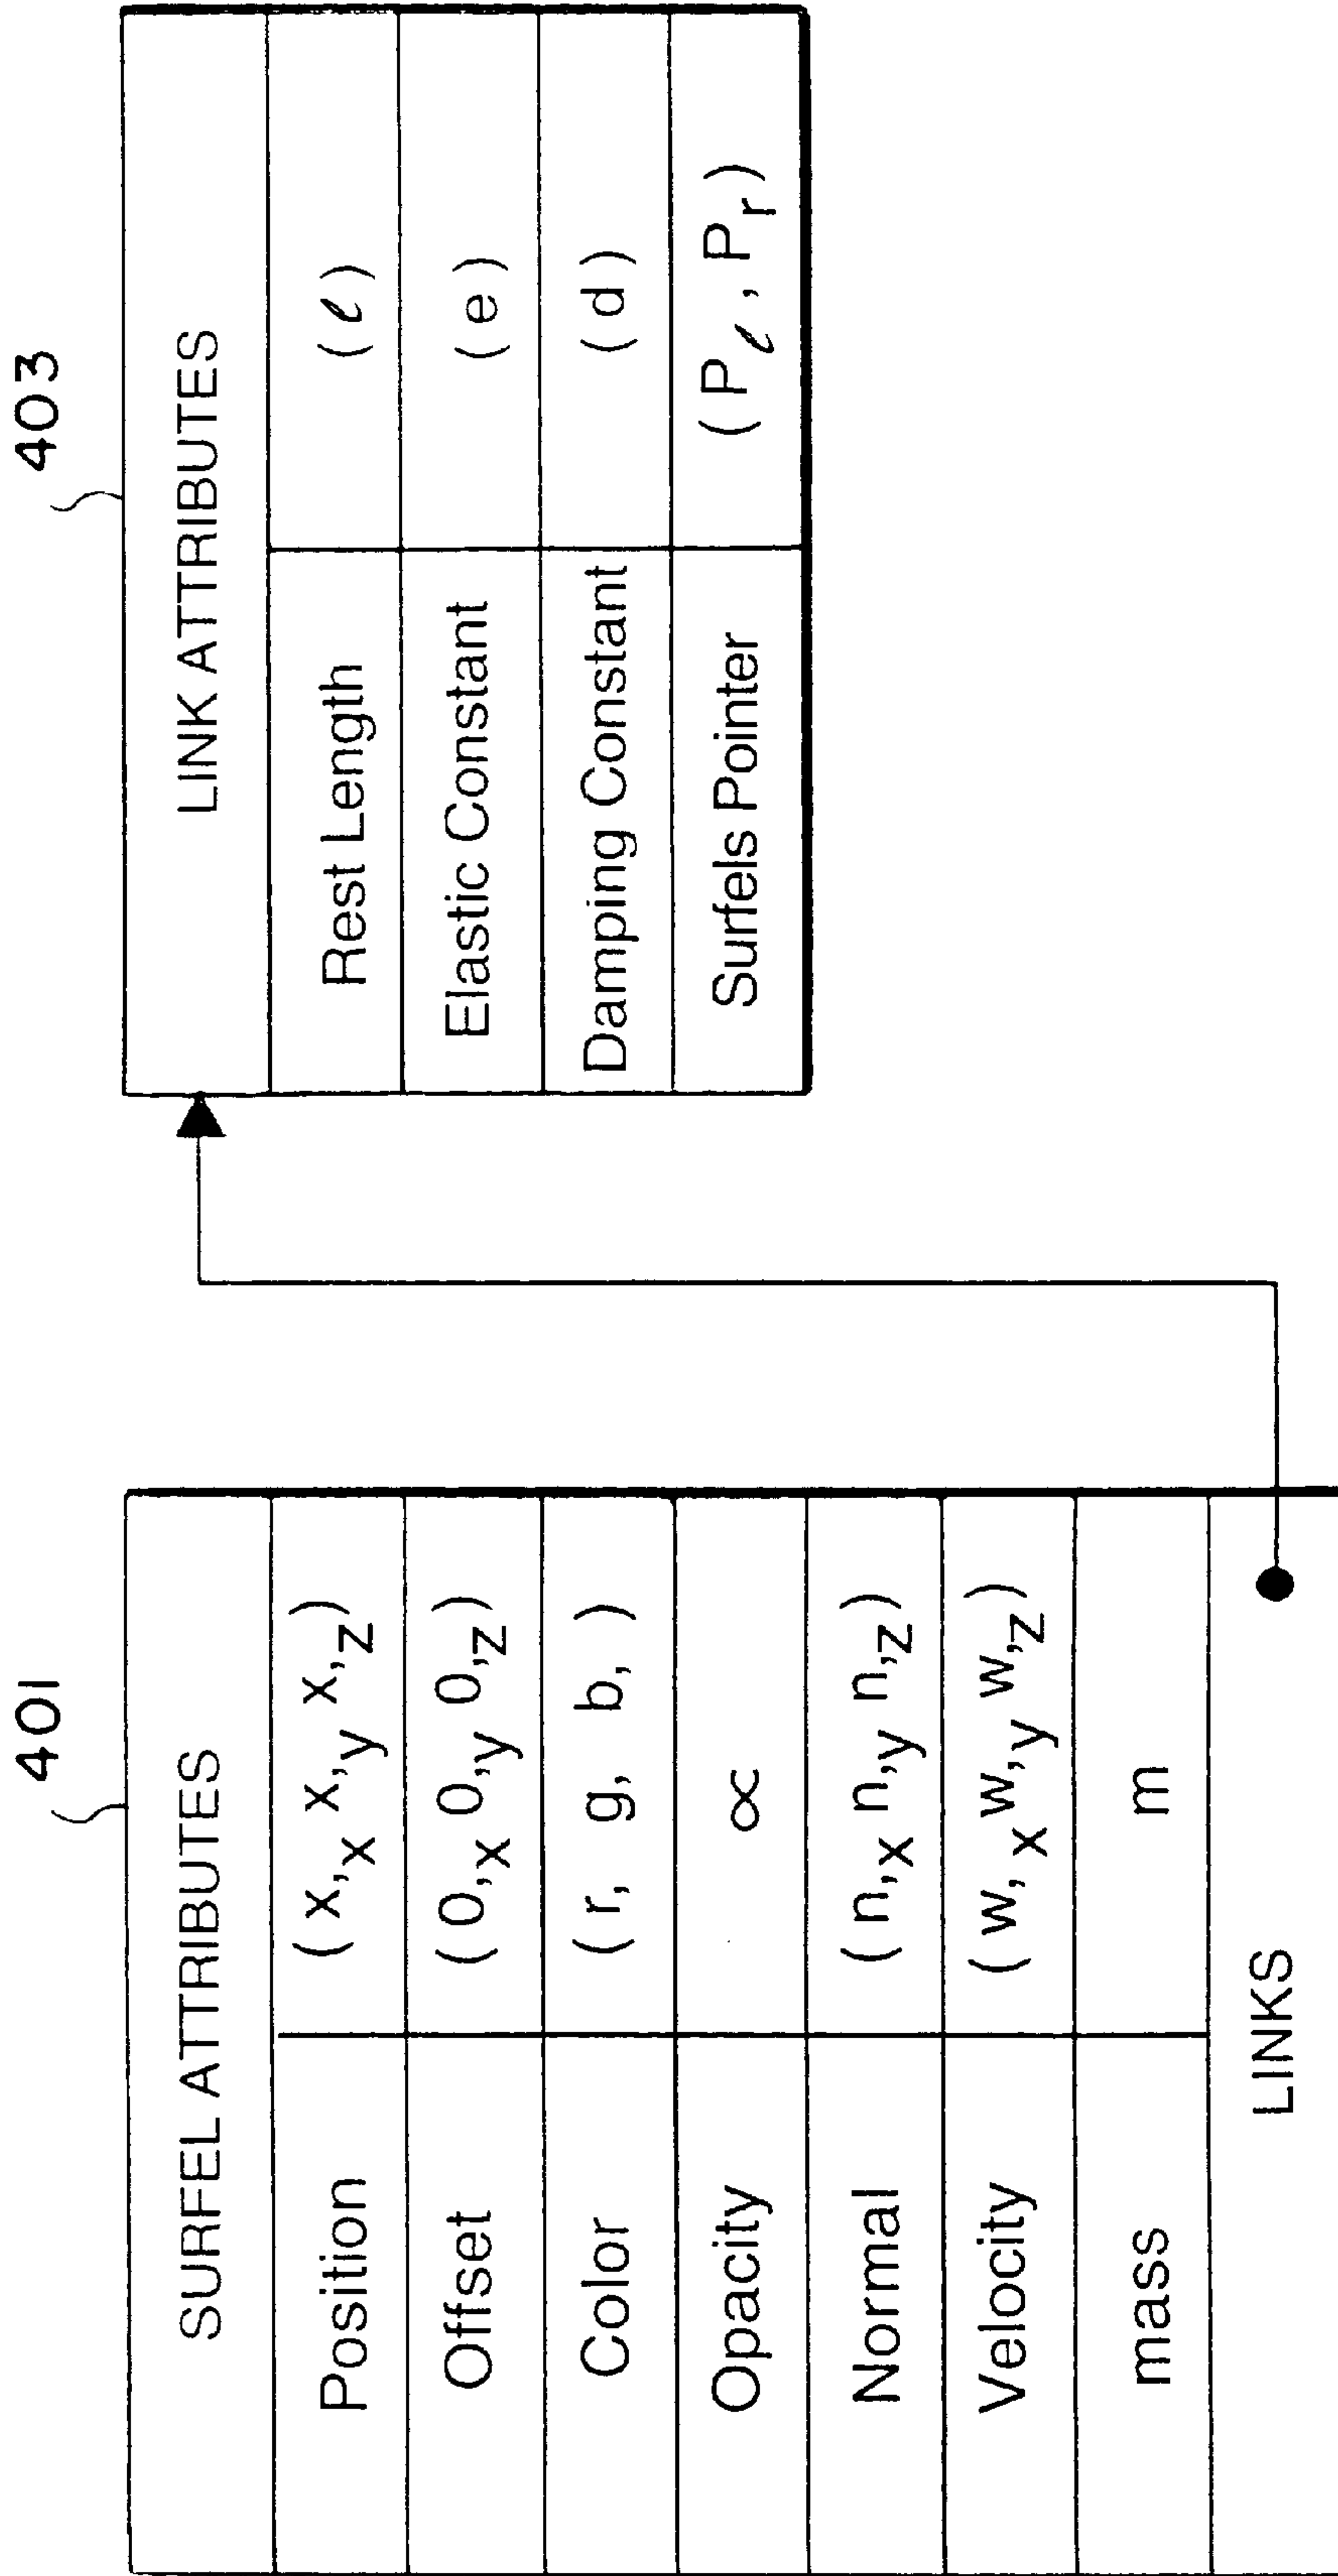 401
SURFEL ATTRIBUTES
Position (x,x x,y x,z)
Offset (0,x 0,y 0,z)
Color (r, g, b, )
Opacity ∝
Normal (n,x n,y n,z)
Velocity (w,x w,y w,z)
mass m
LINKS
403
LINK ATTRIBUTES
Rest Length (ℓ)
Elastic Constant (e)
Damping Constant (d)
Surfels Pointer (Pℓ, Pr)